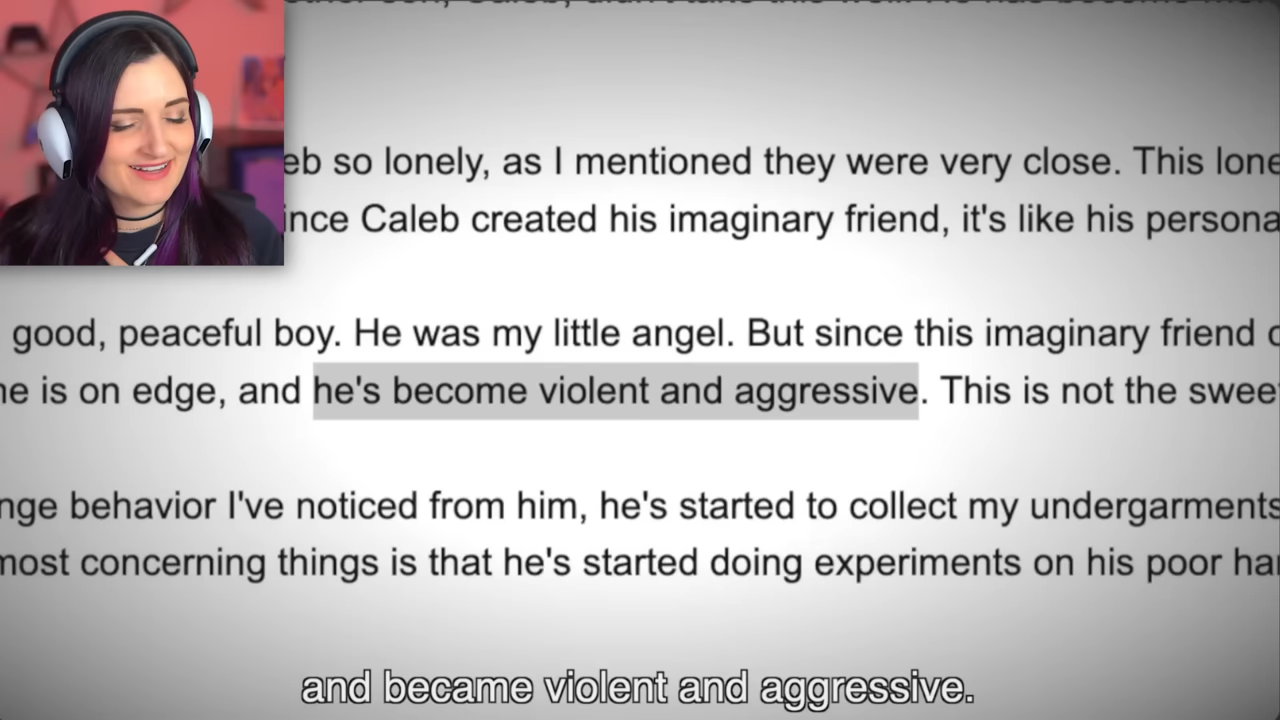 eb so lonely, as I mentioned they were very close. This lone
ince Caleb created his imaginary friend, it's like his persona
good, peaceful boy. He was my little angel. But since this imaginary friend
ne is on edge, and he's become violent and aggressive. This is not the swee
nge behavior I've noticed from him, he's started to collect my undergarments
most concerning things is that he's started doing experiments on his poor ha
and became violent and aggressive.